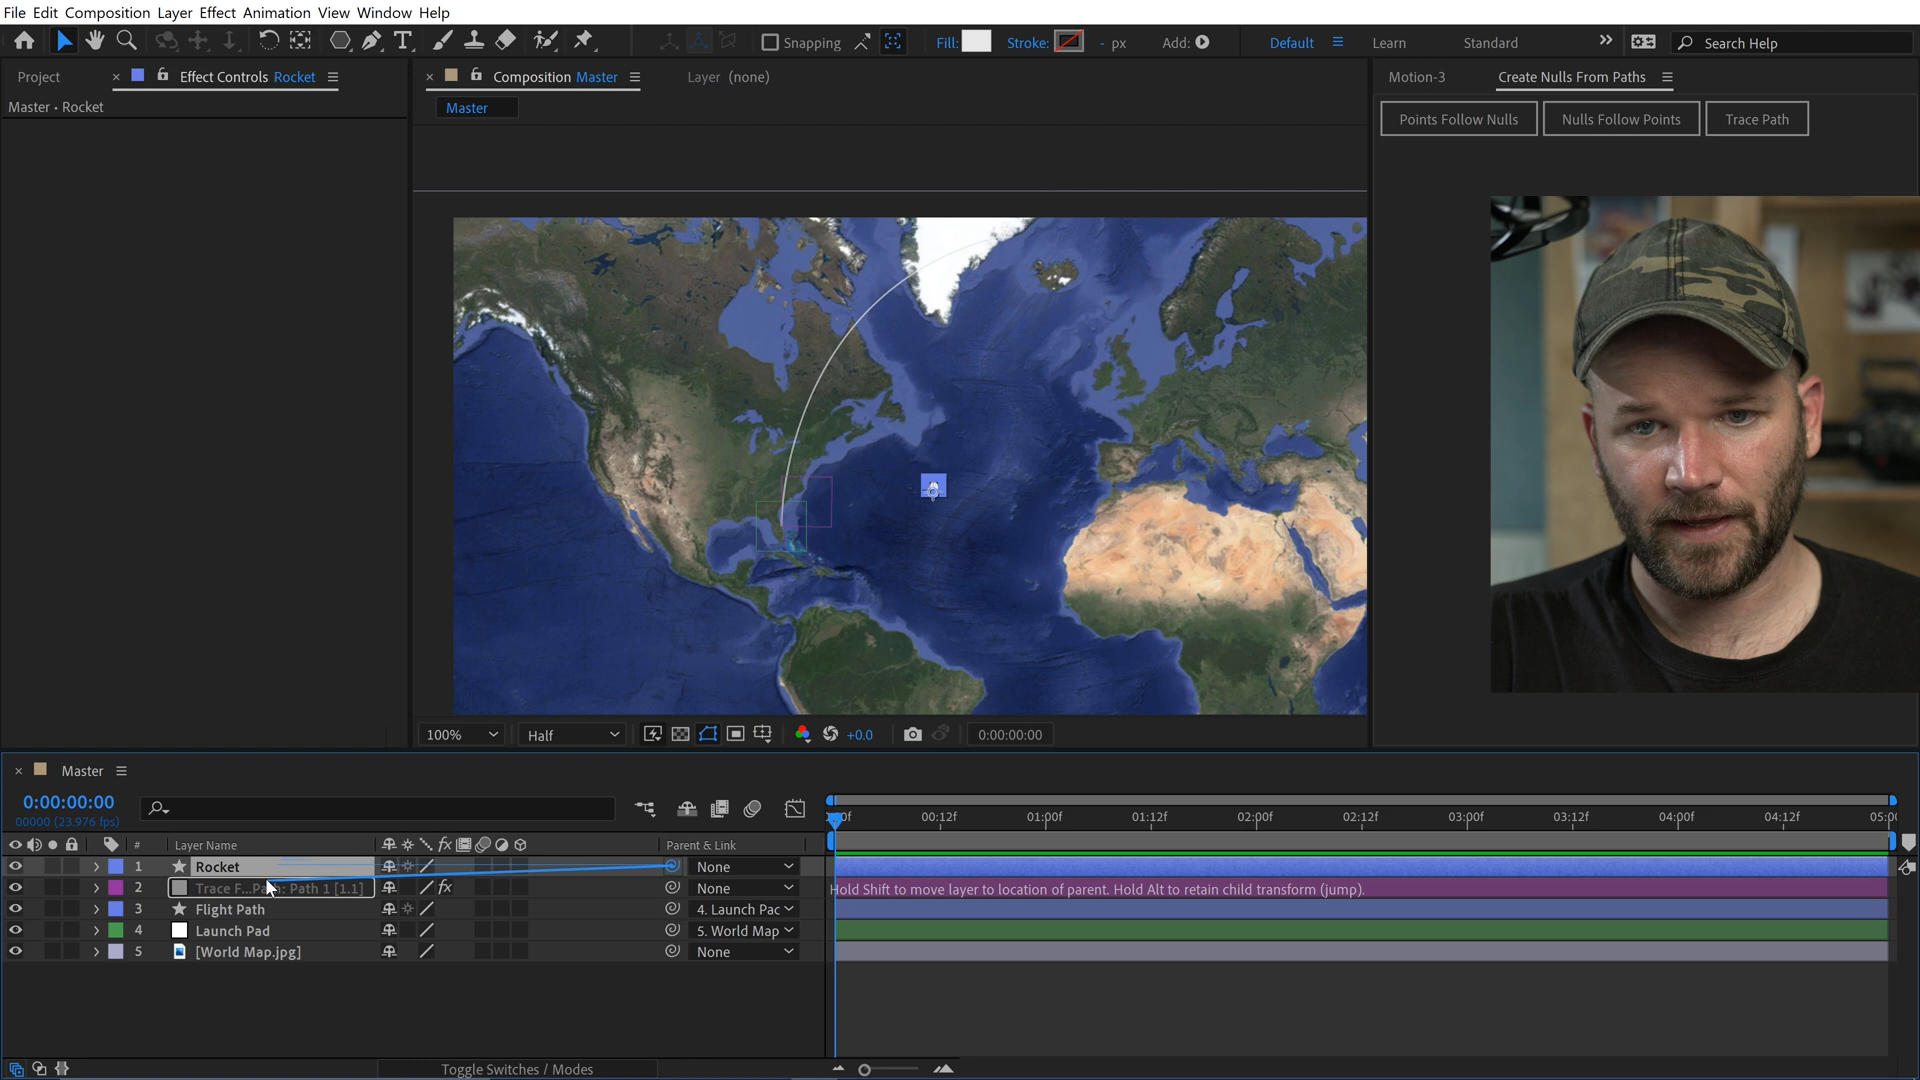 File Edit Composition Layer Effect Animation View Window Help
Snapping Fill: Stroke: - px Add: Default Learn Standard Search Help
Project × Effect Controls Rocket × Composition Master Layer (none) Motion-3 Create Nulls From Paths
Master • Rocket Master
Points Follow Nulls Nulls Follow Points Trace Path
100% Half +0.0 0:00:00:00
× Master
0:00:00:00
00000 (23.976 fps)
00:12f 01:00f 01:12f 02:00f 02:12f 03:00f 03:12f 04:00f 04:12f 05:00
# Layer Name fx Parent & Link
1 Rocket None
2 Trace F...Path: Path 1 [1.1] fx None Hold Shift to move layer to location of parent. Hold Alt to retain child transform (jump).
3 Flight Path 4. Launch Pac
4 Launch Pad 5. World Map
5 [World Map.jpg] None
Toggle Switches / Modes